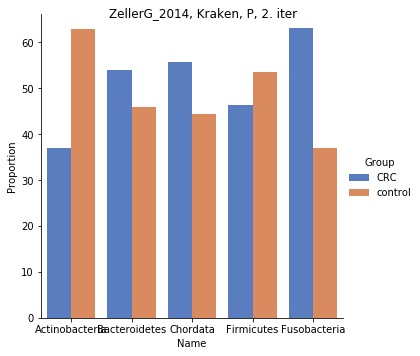 ZellerG_2014, Kraken, P, 2. iter
60
50
40
30
20
10
0
Proportion
Actinobacteria Bacteroidetes Chordata Firmicutes Fusobacteria
Name
Group
CRC
control